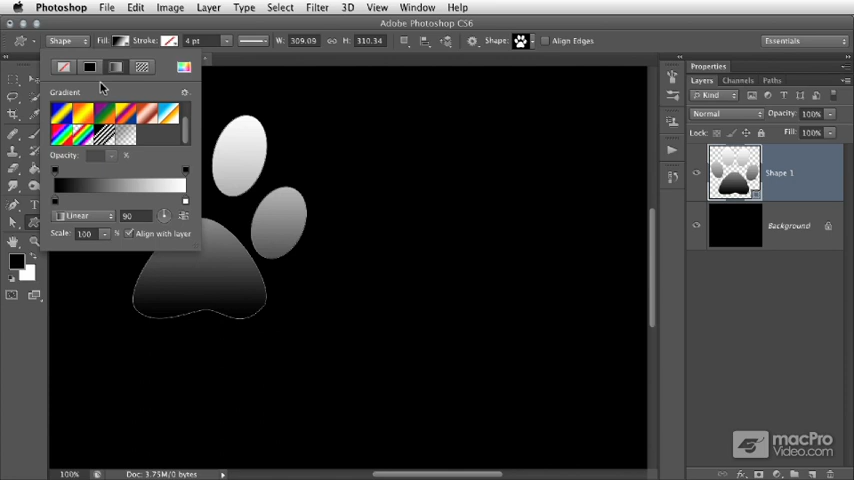 Photoshop File Edit Image Layer Type Select Filter 3D View Window Help
Adobe Photoshop CS6
Shape Fill: Stroke: 4 pt W: 309.09 H: 310.34 Shape: Align Edges Essentials
Properties
Layers Channels Paths
Gradient
Kind
Normal Opacity: 100%
Lock: Fill: 100%
Opacity: %
Shape 1
Linear 90
Scale: 100 % Align with layer
Background
macPro
Video.com
100% Doc: 3.75M/0 bytes